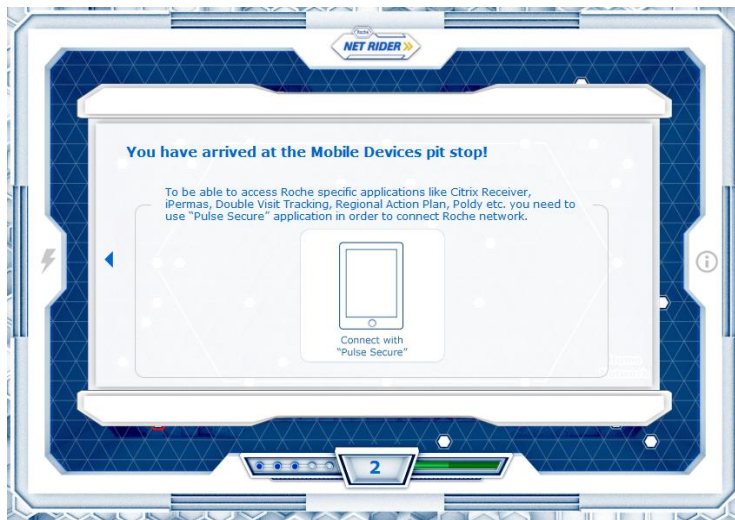 Roche
NET RIDER »
You have arrived at the Mobile Devices pit stop!
To be able to access Roche specific applications like Citrix Receiver,
iPermas, Double Visit Tracking, Regional Action Plan, Poldy etc. you need to
use “Pulse Secure” application in order to connect Roche network.
Connect with
“Pulse Secure”
2